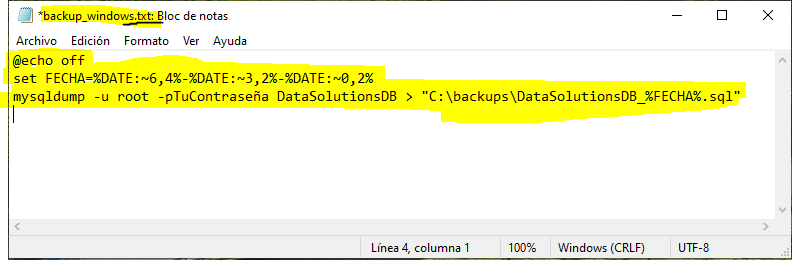 *backup_windows.txt: Bloc de notas
Archivo Edición Formato Ver Ayuda
@echo off
set FECHA=%DATE:~6,4%-%DATE:~3,2%-%DATE:~0,2%
mysqldump -u root -pTuContraseña DataSolutionsDB > "C:\backups\DataSolutionsDB_%FECHA%.sql"
Línea 4, columna 1 100% Windows (CRLF) UTF-8